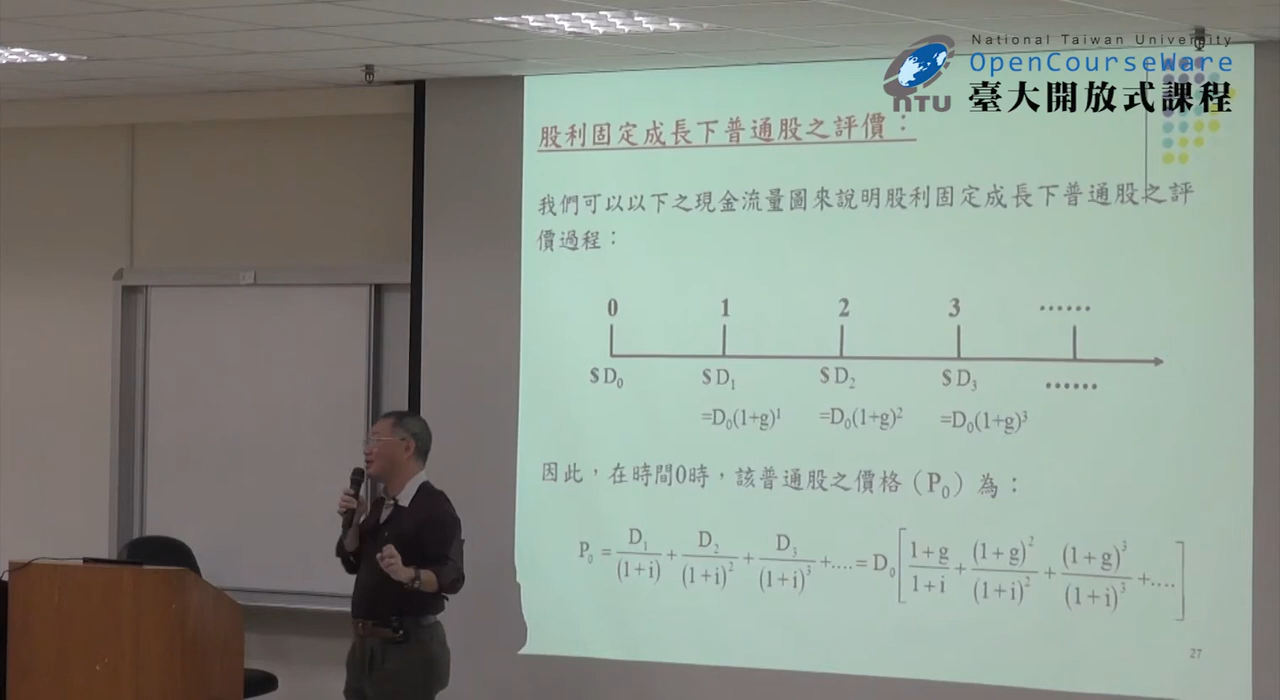 National Taiwan University
OpenCourseWare
NTU 臺大開放式課程
股利固定成長下普通股之評價：
我們可以以下之現金流量圖來說明股利固定成長下普通股之評
價過程：
0 1 2 3 ……
$D₀ $D₁ $D₂ $D₃ ……
=D₀(1+g)¹ =D₀(1+g)² =D₀(1+g)³
因此，在時間0時，該普通股之價格（P₀）為：
P₀ = D₁/(1+i) + D₂/(1+i)² + D₃/(1+i)³ +....= D₀[(1+g)/(1+i) + (1+g)²/(1+i)² + (1+g)³/(1+i)³ +....]
27